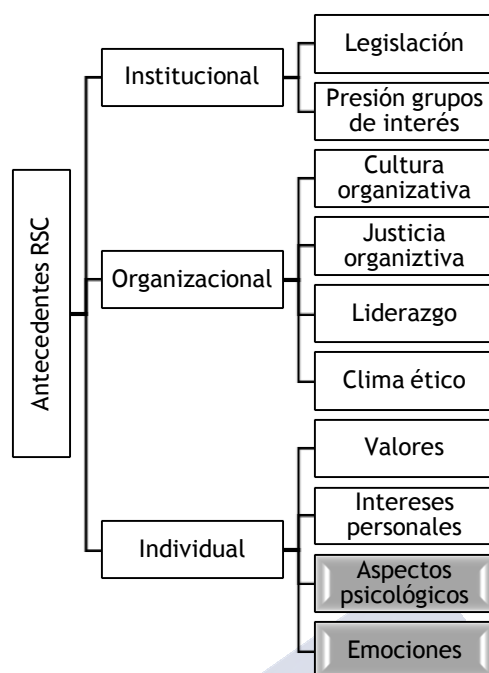 Antecedentes RSC
Institucional
Legislación
Presión grupos
de interés
Organizacional
Cultura
organizativa
Justicia
organiztiva
Liderazgo
Clima ético
Individual
Valores
Intereses
personales
Aspectos
psicológicos
Emociones